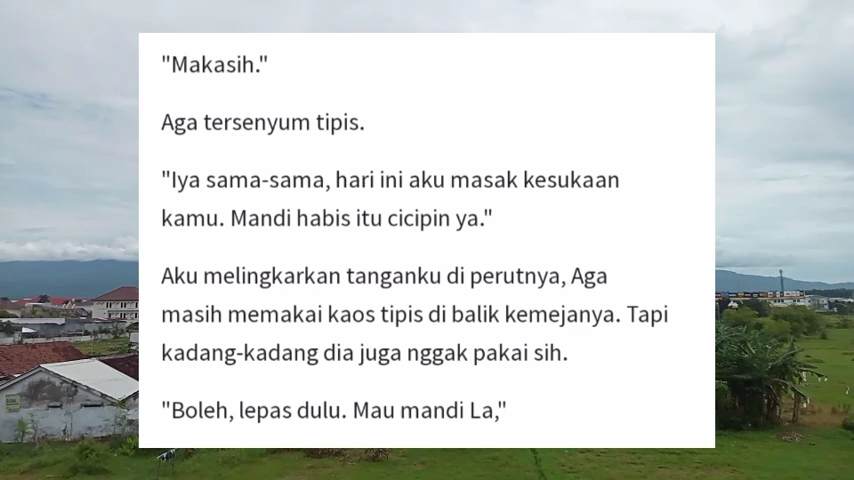 "Makasih."
Aga tersenyum tipis.
"Iya sama-sama, hari ini aku masak kesukaan
kamu. Mandi habis itu cicipin ya."
Aku melingkarkan tanganku di perutnya, Aga
masih memakai kaos tipis di balik kemejanya. Tapi
kadang-kadang dia juga nggak pakai sih.
"Boleh, lepas dulu. Mau mandi La,"